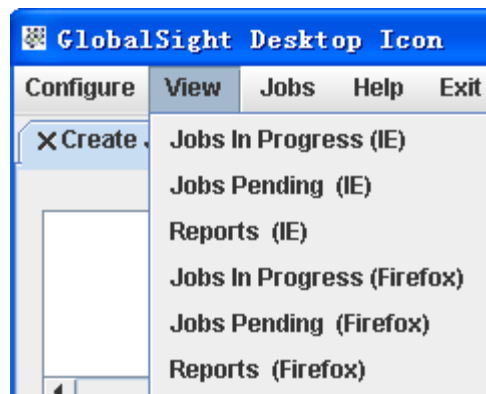 GlobalSight Desktop Icon
Configure View Jobs Help Exit
Create
Jobs In Progress (IE)
Jobs Pending (IE)
Reports (IE)
Jobs In Progress (Firefox)
Jobs Pending (Firefox)
Reports (Firefox)